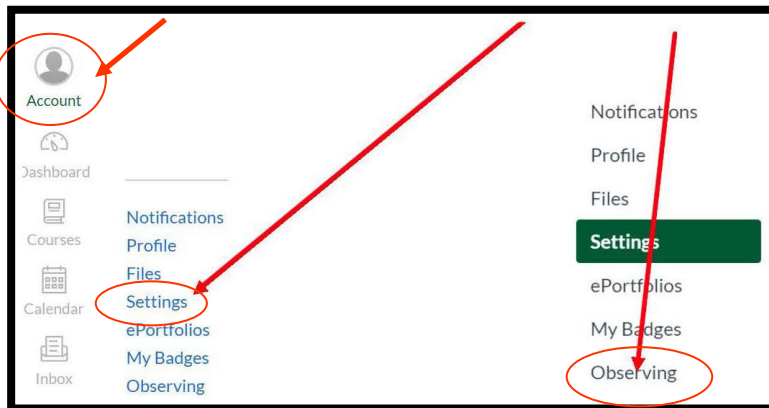 Account
Dashboard
Courses
Calendar
Inbox
Notifications
Profile
Files
Settings
ePortfolios
My Badges
Observing
Notifications
Profile
Files
Settings
ePortfolios
My Badges
Observing